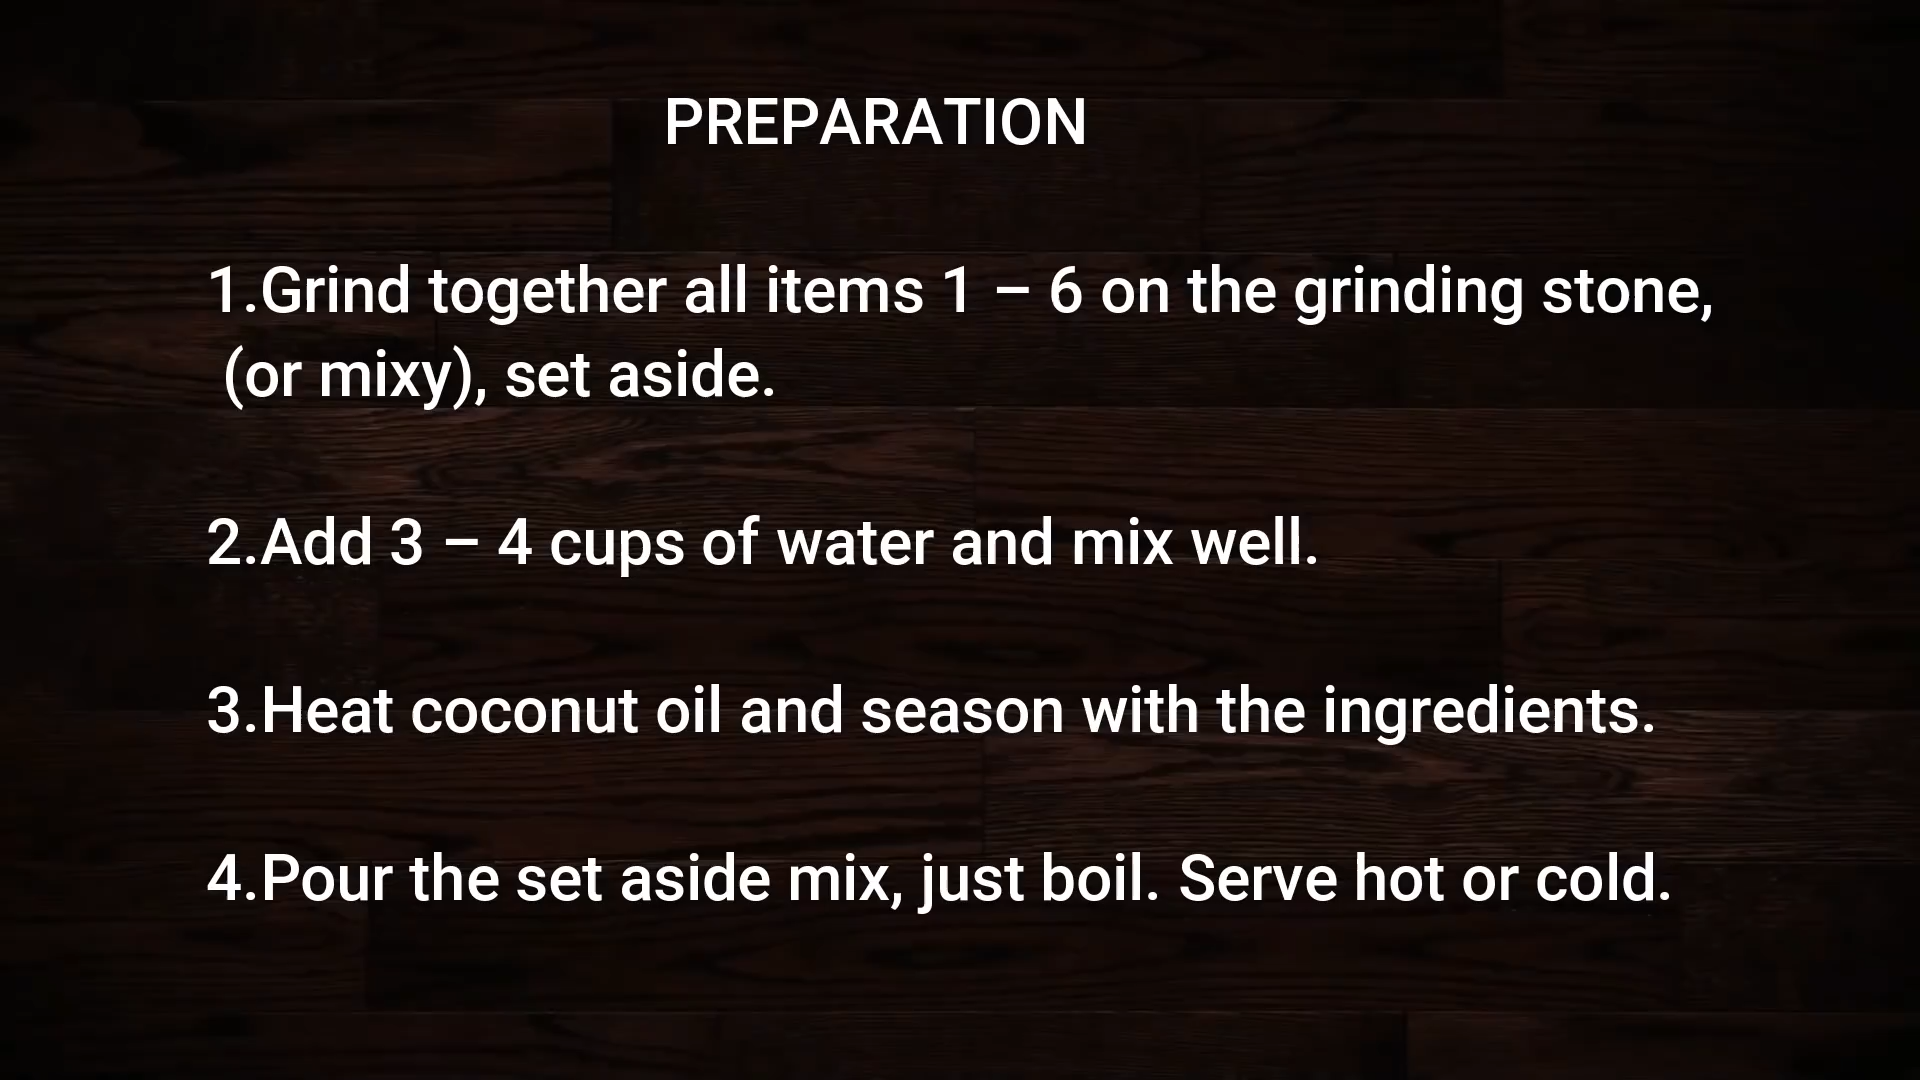 PREPARATION
1.Grind together all items 1 – 6 on the grinding stone,
(or mixy), set aside.
2.Add 3 – 4 cups of water and mix well.
3.Heat coconut oil and season with the ingredients.
4.Pour the set aside mix, just boil. Serve hot or cold.